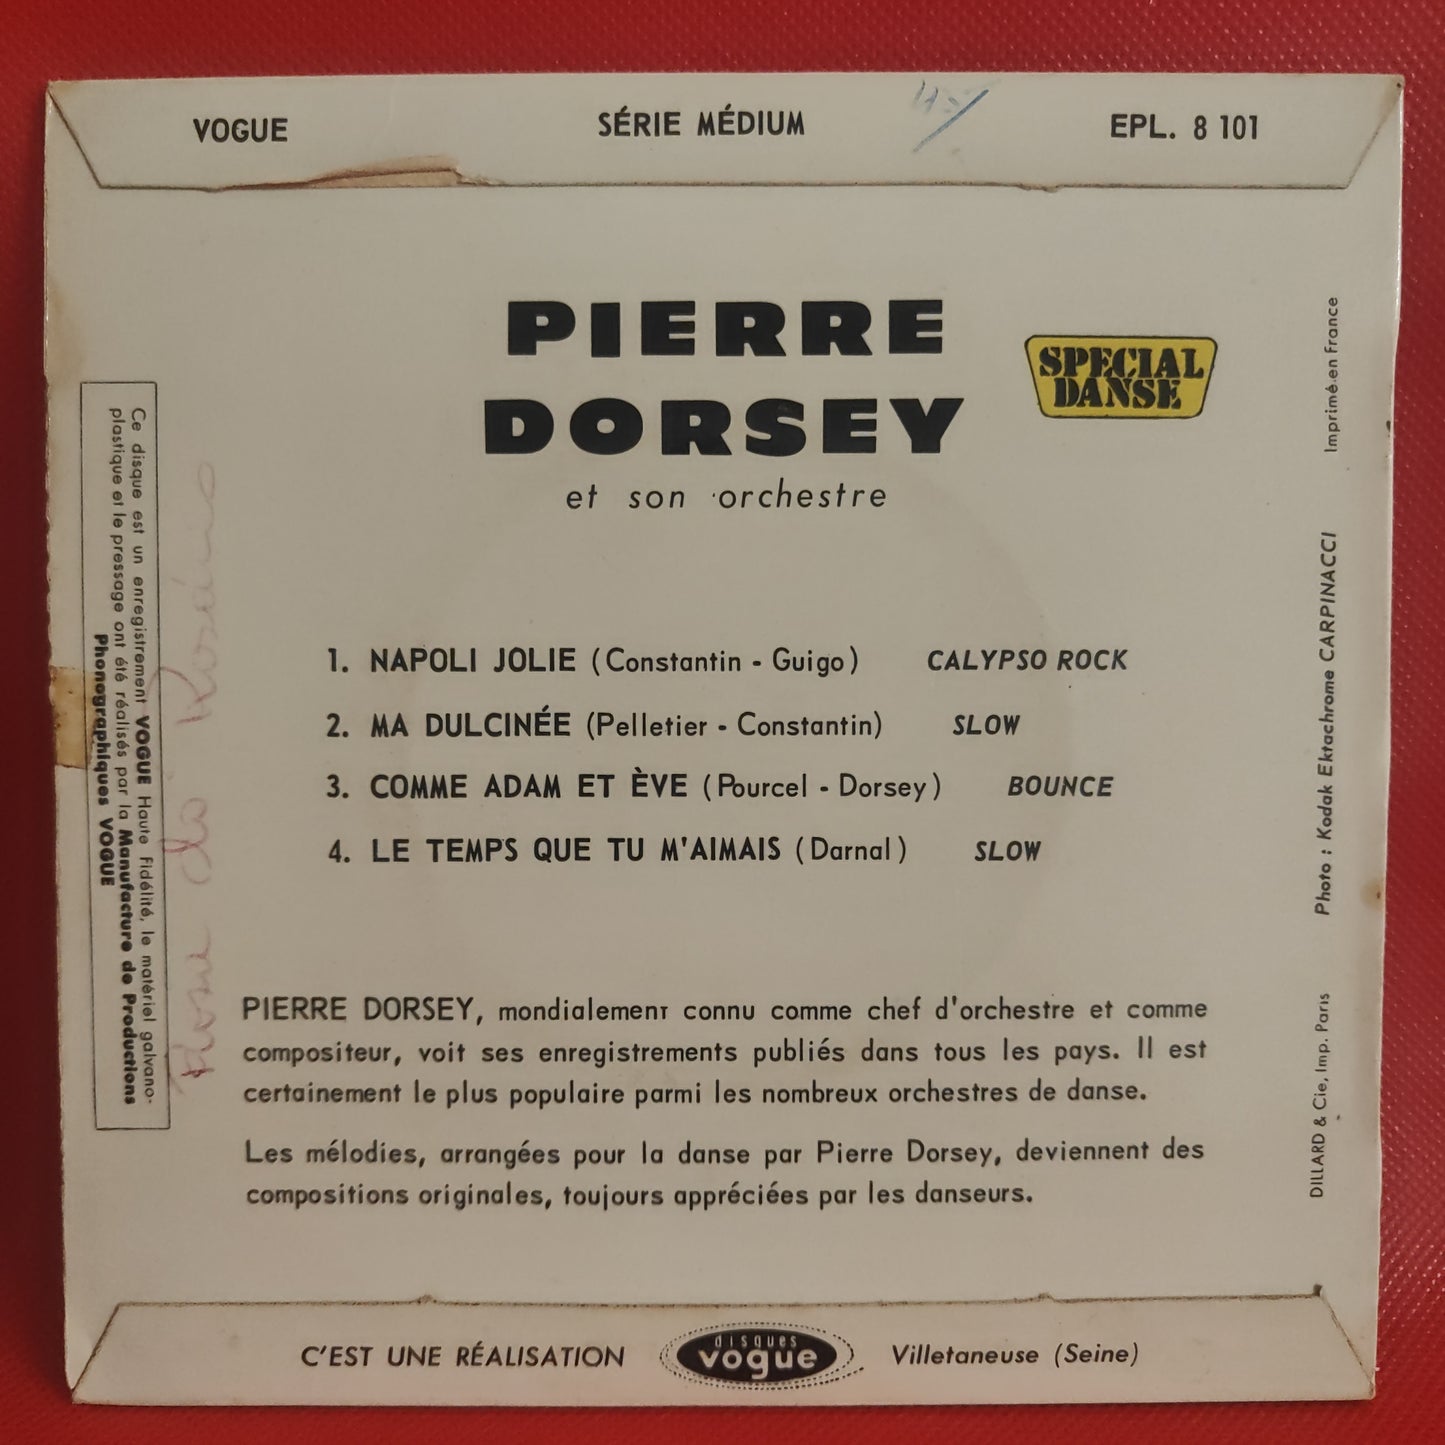 VOGUE SÉRIE MÉDIUM EPL. 8 101
PIERRE
DORSEY
et son orchestre
SPECIAL
DANSE
1. NAPOLI JOLIE (Constantin - Guigo) CALYPSO ROCK
2. MA DULCINÉE (Pelletier - Constantin) SLOW
3. COMME ADAM ET ÈVE (Pourcel - Dorsey) BOUNCE
4. LE TEMPS QUE TU M'AIMAIS (Darnal) SLOW
PIERRE DORSEY, mondialement connu comme chef d'orchestre et comme
compositeur, voit ses enregistrements publiés dans tous les pays. Il est
certainement le plus populaire parmi les nombreux orchestres de danse.
Les mélodies, arrangées pour la danse par Pierre Dorsey, deviennent des
compositions originales, toujours appréciées par les danseurs.
Ce disque est un enregistrement VOGUE Haute Fidélité, le matériel galvano-
plastique et le pressage ont été réalisés par la Manufacture de Productions
Phonographiques VOGUE
Imprimé en France
Photo : Kodak Ektachrome CARPINACCI
DILLARD & Cie, Imp. Paris
C'EST UNE RÉALISATION
disques
vogue
Villetaneuse (Seine)